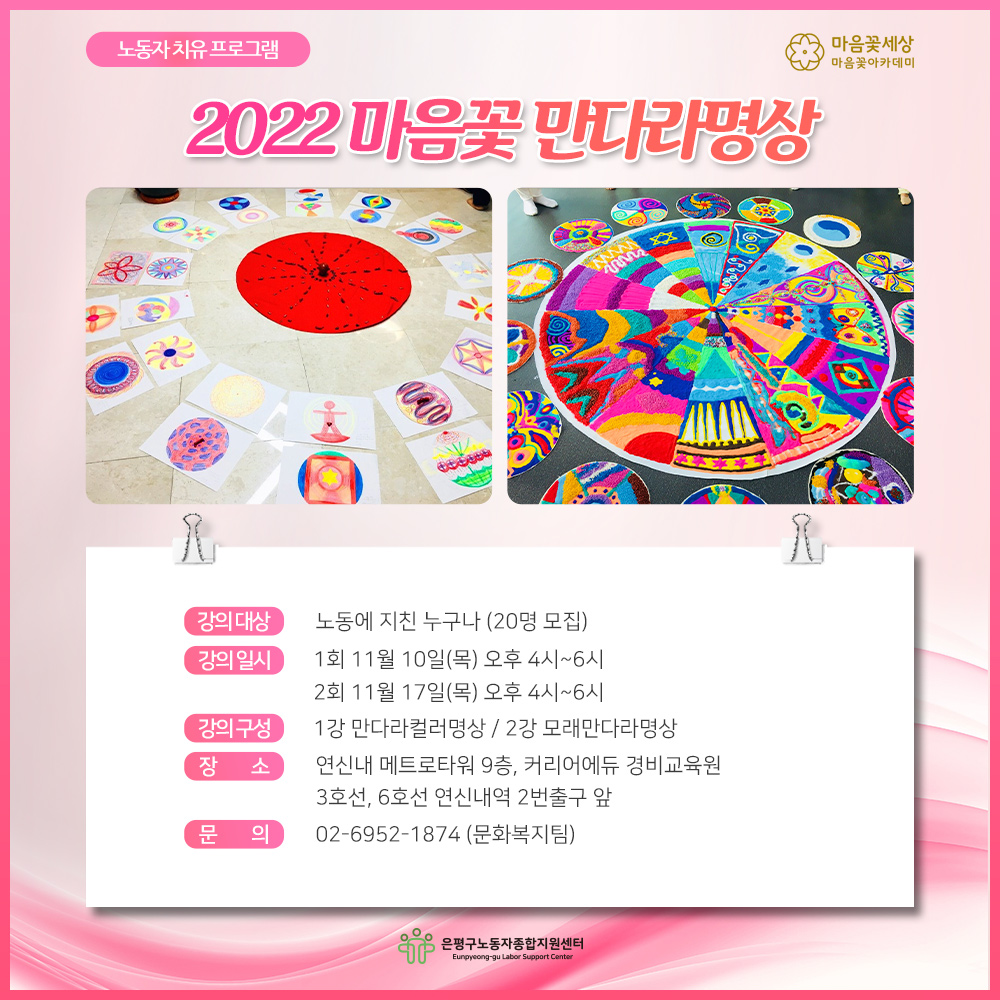 노동자 치유 프로그램
마음꽃세상
마음꽃아카데미
2022 마음꽃 만다라명상
강의대상 노동에 지친 누구나 (20명 모집)
강의일시 1회 11월 10일(목) 오후 4시~6시
2회 11월 17일(목) 오후 4시~6시
강의구성 1강 만다라컬러명상 / 2강 모래만다라명상
장 소 연신내 메트로타워 9층, 커리어에듀 경비교육원
3호선, 6호선 연신내역 2번출구 앞
문 의 02-6952-1874 (문화복지팀)
은평구노동자종합지원센터
Eunpyeong-gu Labor Support Center